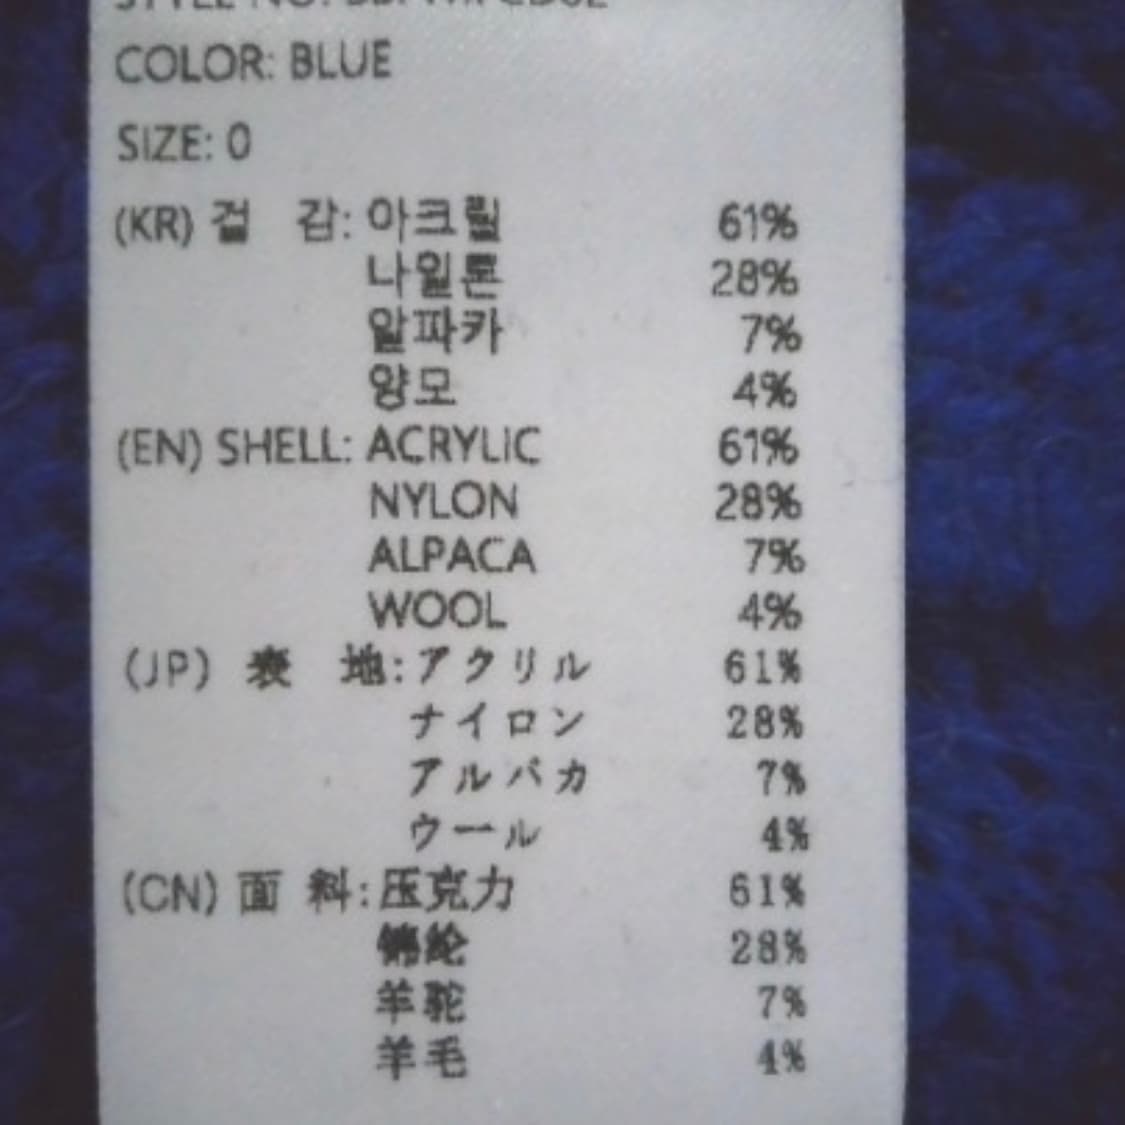 STYLE NO:
COLOR: BLUE
SIZE: 0
(KR) 겉 감: 아크릴 61%
나일론 28%
알파카 7%
양모 4%
(EN) SHELL: ACRYLIC 61%
NYLON 28%
ALPACA 7%
WOOL 4%
(JP) 表 地: アクリル 61%
ナイロン 28%
アルパカ 7%
ウール 4%
(CN) 面 料: 压克力 61%
锦纶 28%
羊驼 7%
羊毛 4%